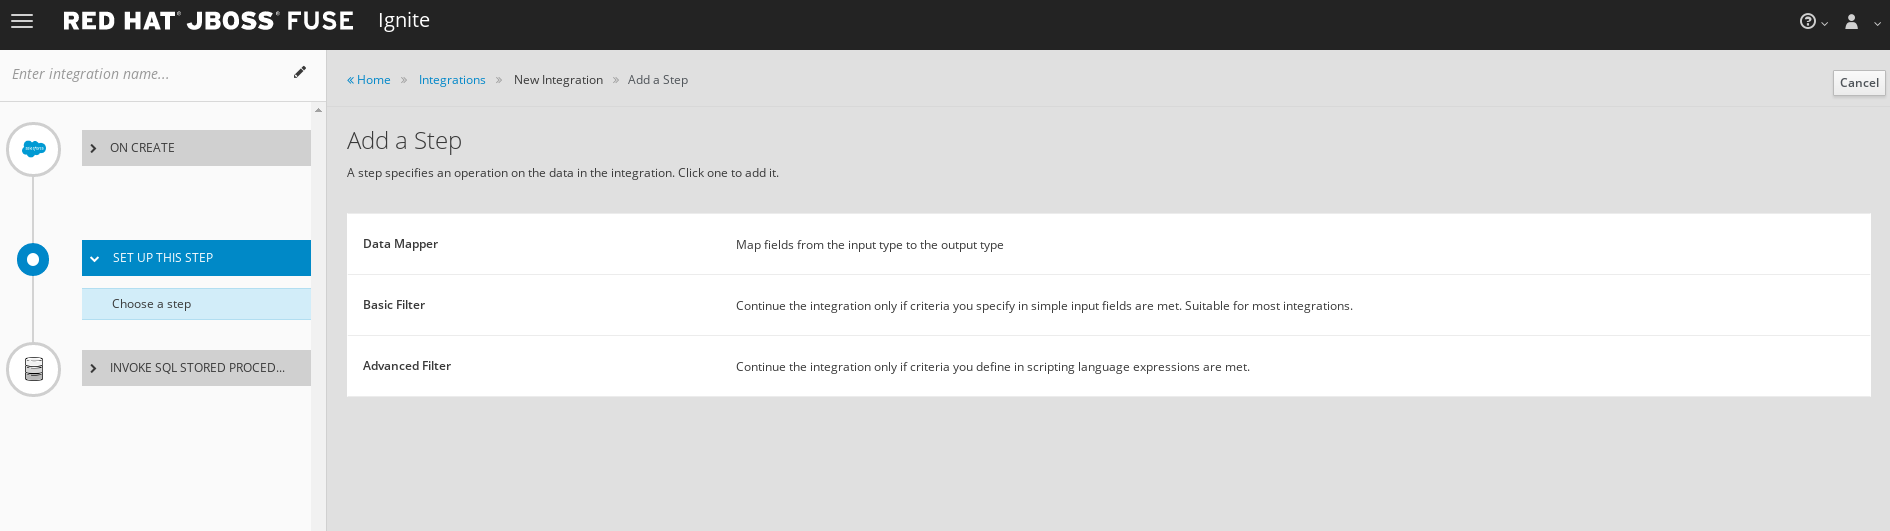 RED HAT® JBOSS® FUSE Ignite
Enter integration name...
« Home » Integrations » New Integration » Add a Step
Cancel
ON CREATE
SET UP THIS STEP
Choose a step
INVOKE SQL STORED PROCED...
Add a Step
A step specifies an operation on the data in the integration. Click one to add it.
Data Mapper Map fields from the input type to the output type
Basic Filter Continue the integration only if criteria you specify in simple input fields are met. Suitable for most integrations.
Advanced Filter Continue the integration only if criteria you define in scripting language expressions are met.